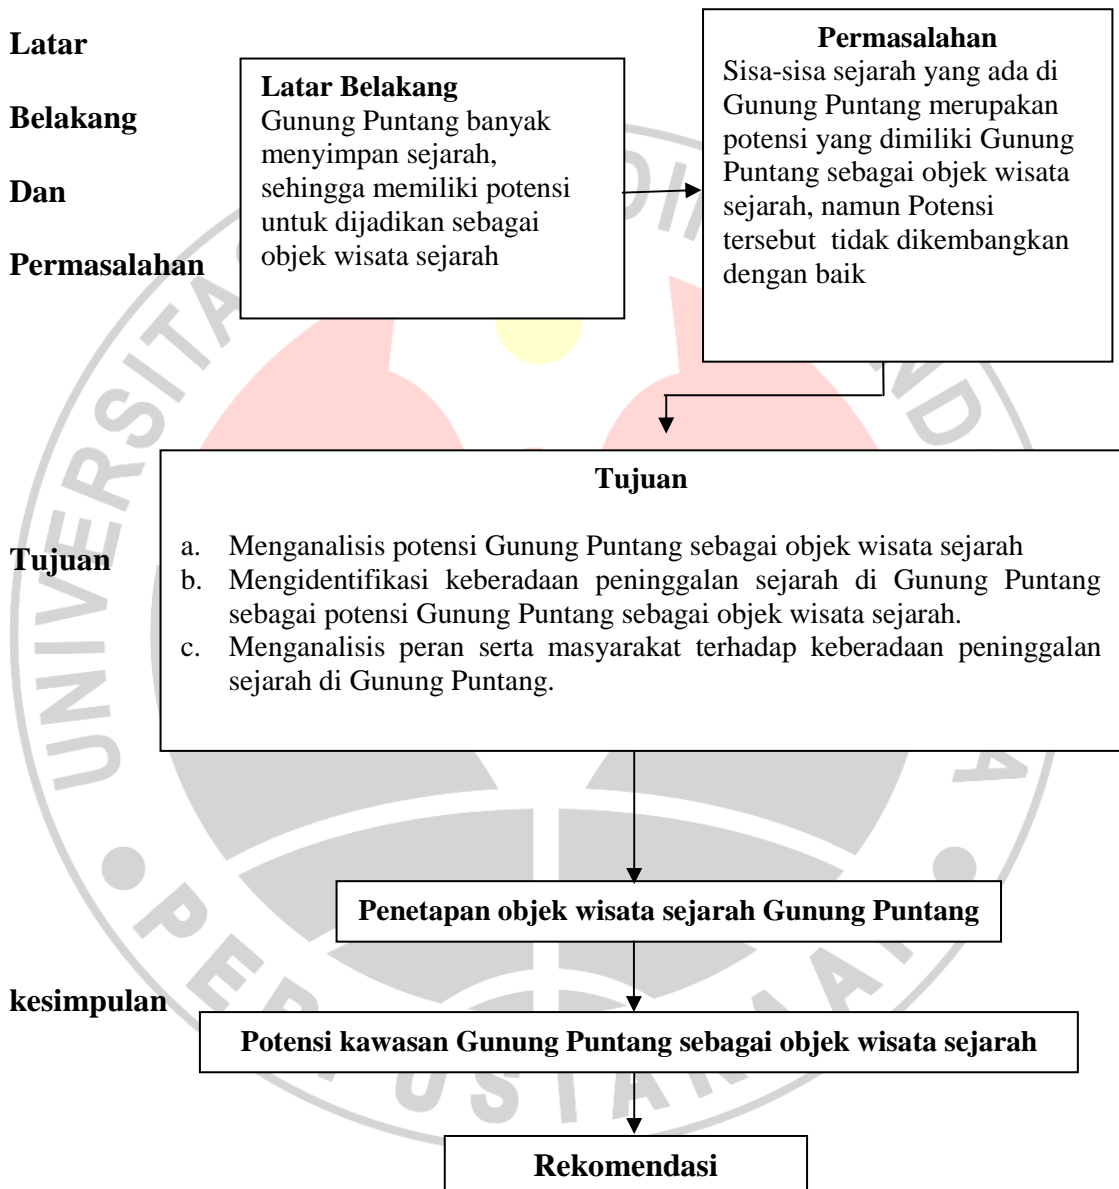 Latar
Belakang
Dan
Permasalahan
Latar Belakang
Gunung Puntang banyak
menyimpan sejarah,
sehingga memiliki potensi
untuk dijadikan sebagai
objek wisata sejarah
Permasalahan
Sisa-sisa sejarah yang ada di
Gunung Puntang merupakan
potensi yang dimiliki Gunung
Puntang sebagai objek wisata
sejarah, namun Potensi
tersebut tidak dikembangkan
dengan baik
Tujuan
Tujuan
a. Menganalisis potensi Gunung Puntang sebagai objek wisata sejarah
b. Mengidentifikasi keberadaan peninggalan sejarah di Gunung Puntang
sebagai potensi Gunung Puntang sebagai objek wisata sejarah.
c. Menganalisis peran serta masyarakat terhadap keberadaan peninggalan
sejarah di Gunung Puntang.
Penetapan objek wisata sejarah Gunung Puntang
kesimpulan
Potensi kawasan Gunung Puntang sebagai objek wisata sejarah
Rekomendasi